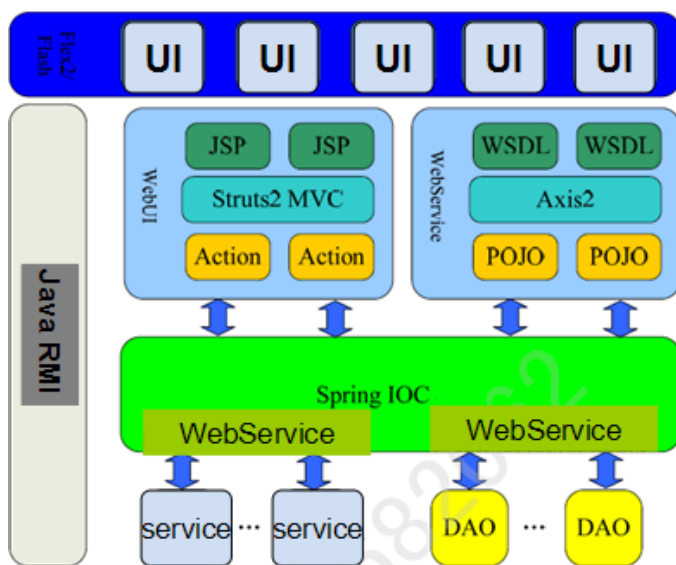 Flex2/
Flash
UI UI UI UI UI
Java RMI
WebUI
JSP JSP
Struts2 MVC
Action Action
WebService
WSDL WSDL
Axis2
POJO POJO
Spring IOC
WebService WebService
service ... service DAO ... DAO